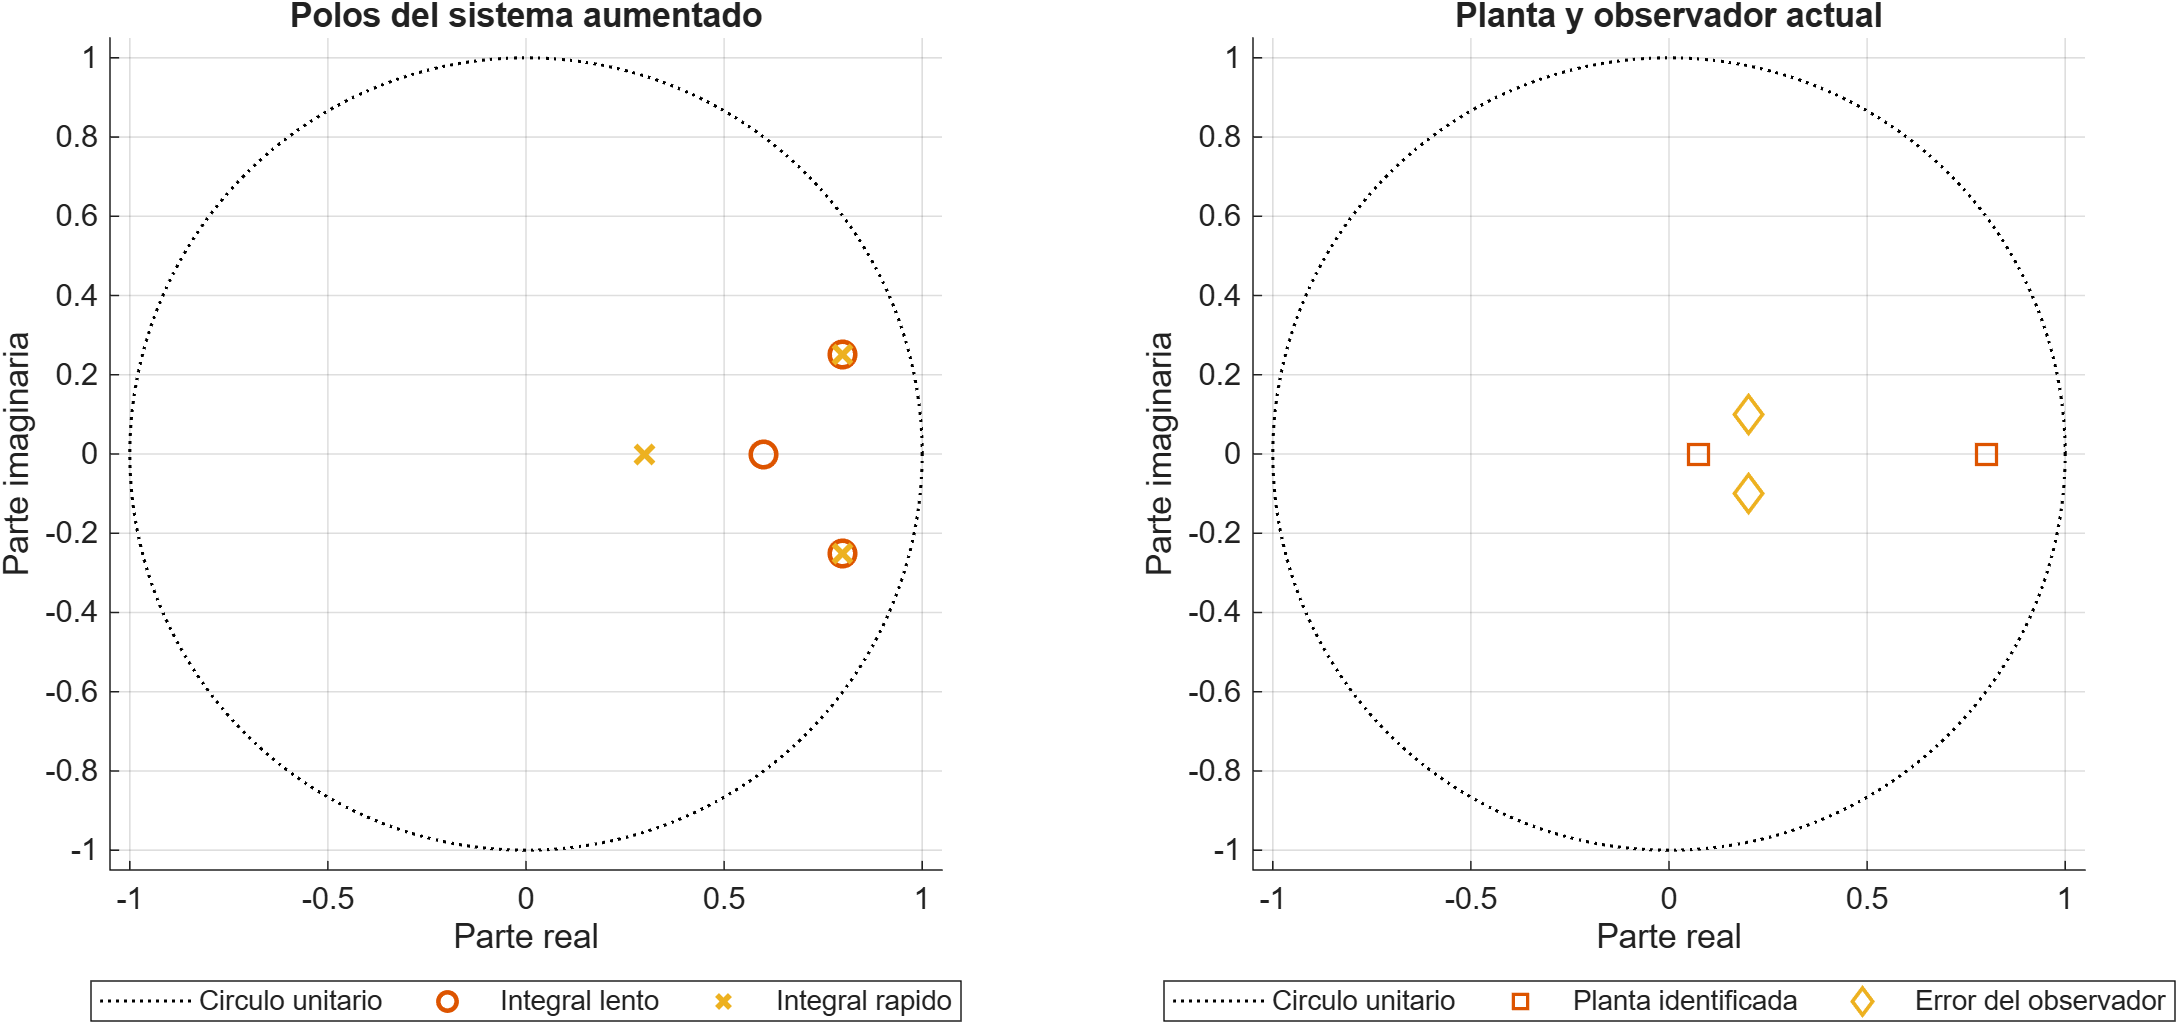 Polos del sistema aumentado
1
0.8
0.6
0.4
0.2
0
-0.2
-0.4
-0.6
-0.8
-1
Parte imaginaria
-1
-0.5
0
0.5
1
Parte real
Circulo unitario
Integral lento
Integral rapido
Planta y observador actual
1
0.8
0.6
0.4
0.2
0
-0.2
-0.4
-0.6
-0.8
-1
Parte imaginaria
-1
-0.5
0
0.5
1
Parte real
Circulo unitario
Planta identificada
Error del observador